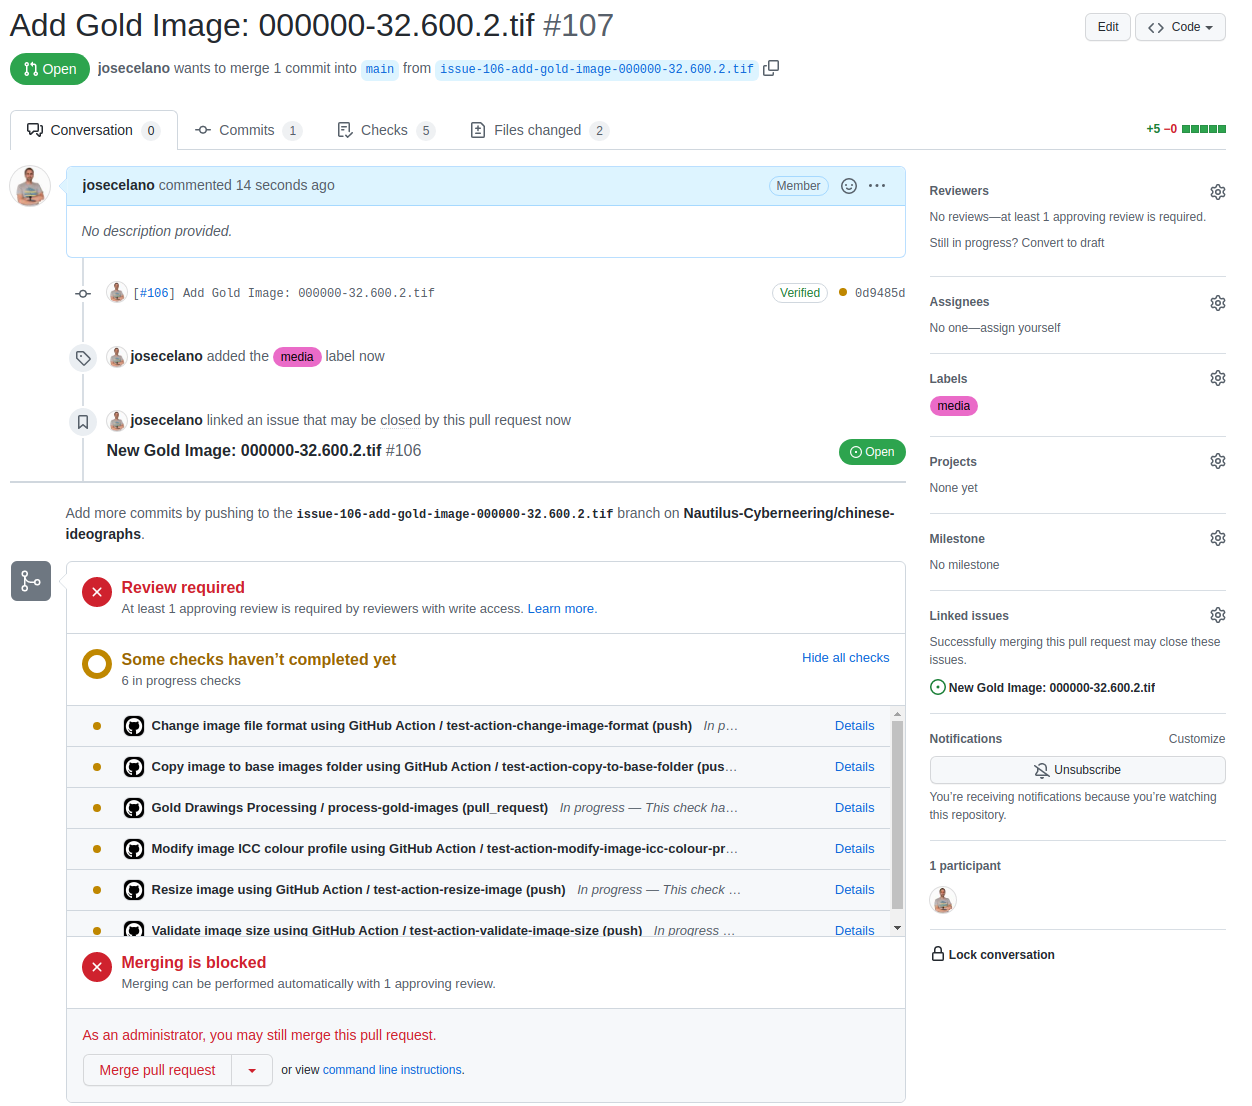 Add Gold Image: 000000-32.600.2.tif #107
Edit
Code
Open
josecelano wants to merge 1 commit into main from issue-106-add-gold-image-000000-32.600.2.tif
Conversation 0
Commits 1
Checks 5
Files changed 2
+5 −0
josecelano commented 14 seconds ago
Member
No description provided.
[#106] Add Gold Image: 000000-32.600.2.tif
Verified
0d9485d
josecelano added the media label now
josecelano linked an issue that may be closed by this pull request now
New Gold Image: 000000-32.600.2.tif #106
Open
Add more commits by pushing to the issue-106-add-gold-image-000000-32.600.2.tif branch on Nautilus-Cyberneering/chinese-
ideographs.
Review required
At least 1 approving review is required by reviewers with write access. Learn more.
Some checks haven’t completed yet
6 in progress checks
Hide all checks
Change image file format using GitHub Action / test-action-change-image-format (push) In p…
Details
Copy image to base images folder using GitHub Action / test-action-copy-to-base-folder (pus…
Details
Gold Drawings Processing / process-gold-images (pull_request) In progress — This check ha…
Details
Modify image ICC colour profile using GitHub Action / test-action-modify-image-icc-colour-pr…
Details
Resize image using GitHub Action / test-action-resize-image (push) In progress — This check …
Details
Validate image size using GitHub Action / test-action-validate-image-size (push) In progress …
Details
Merging is blocked
Merging can be performed automatically with 1 approving review.
As an administrator, you may still merge this pull request.
Merge pull request
or view command line instructions.
Reviewers
No reviews—at least 1 approving review is required.
Still in progress? Convert to draft
Assignees
No one—assign yourself
Labels
media
Projects
None yet
Milestone
No milestone
Linked issues
Successfully merging this pull request may close these
issues.
New Gold Image: 000000-32.600.2.tif
Notifications
Customize
Unsubscribe
You’re receiving notifications because you’re watching
this repository.
1 participant
Lock conversation